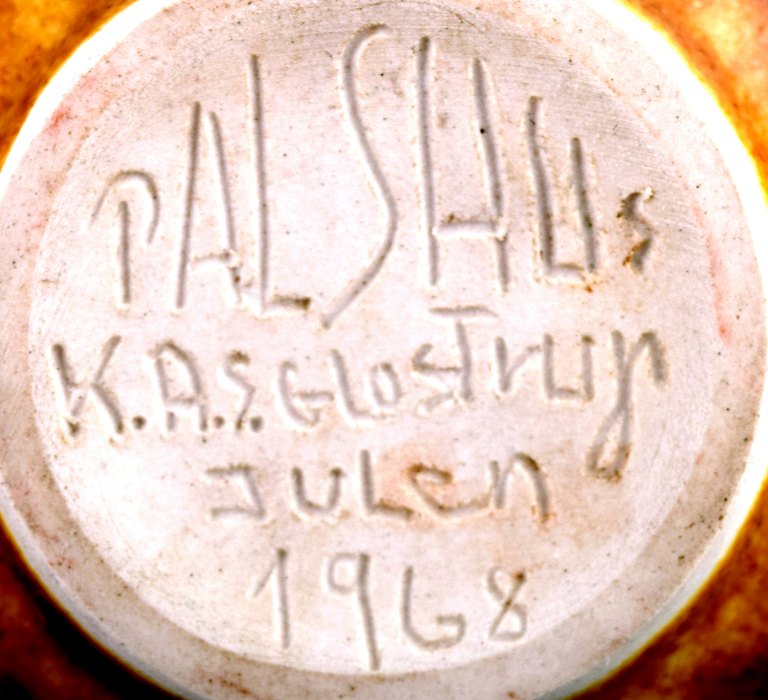 PALSHUS
K.A.S. GLOSTRUP
JULEN
1968